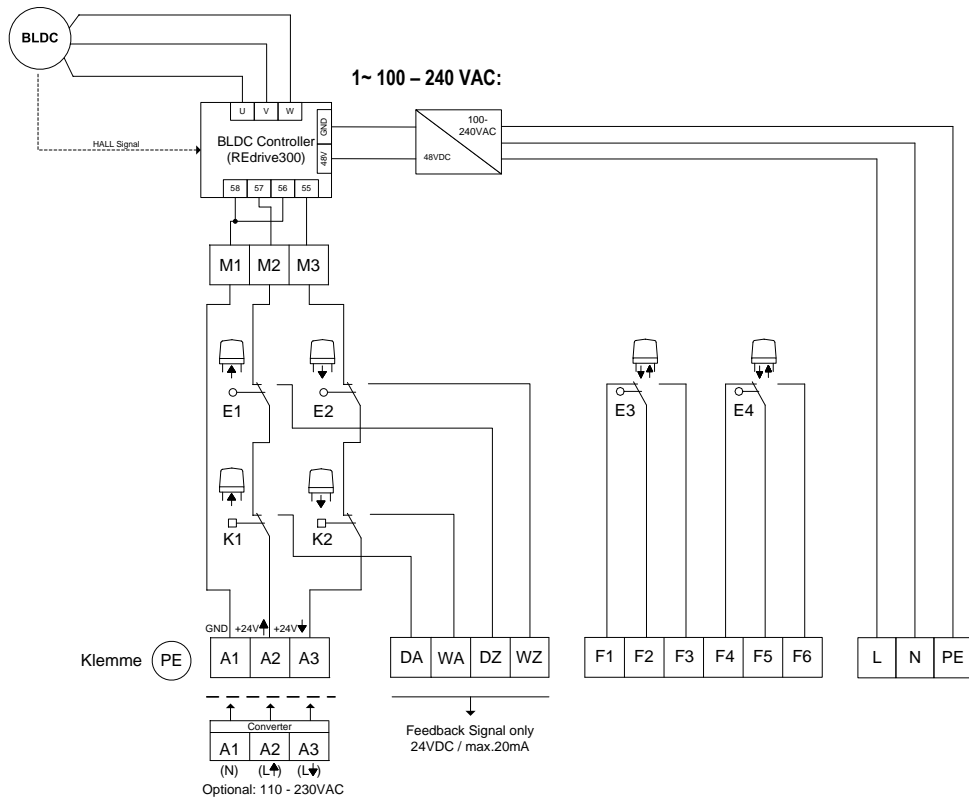 BLDC
1~ 100 – 240 VAC:
U V W
GND
48V
BLDC Controller
(REdrive300)
HALL Signal
100-
240VAC
48VDC
58 57 56 55
M1 M2 M3
E1 E2 E3 E4
K1 K2
GND +24V +24V
Klemme PE A1 A2 A3 DA WA DZ WZ F1 F2 F3 F4 F5 F6 L N PE
Converter
A1 A2 A3
(N) (L) (L)
Optional: 110 - 230VAC
Feedback Signal only
24VDC / max.20mA